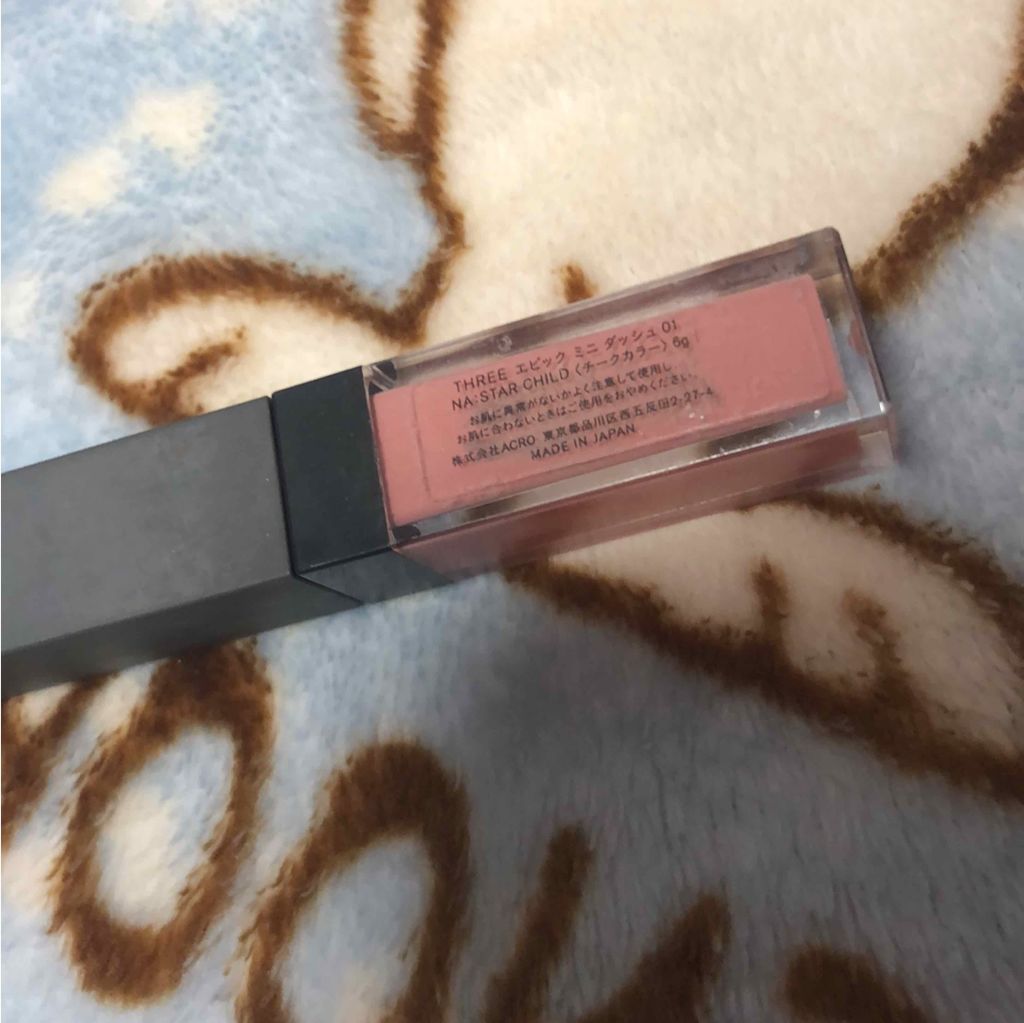 THREE エピック ミニ ダッシュ 01
NA:STAR CHILD〈チークカラー〉6g
お肌に異常がないかよく注意して使用し、
お肌に合わないときはご使用をおやめください。
株式会社ACRO 東京都品川区西五反田2-27-4
MADE IN JAPAN